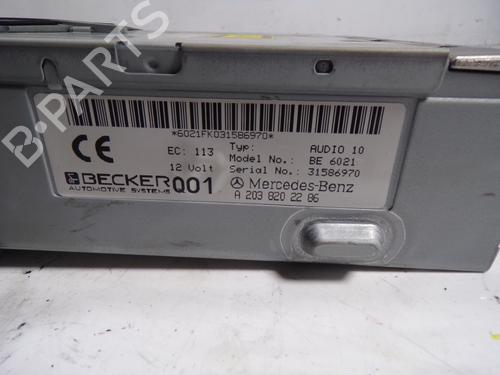 B-PARTS
*6021FK031586970*
Typ: AUDIO 10
EC: 113 Model No.: BE 6021
12 Volt Serial No.: 31586970
BECKER 001 Mercedes-Benz
AUTOMOTIVE SYSTEMS A 203 820 22 86